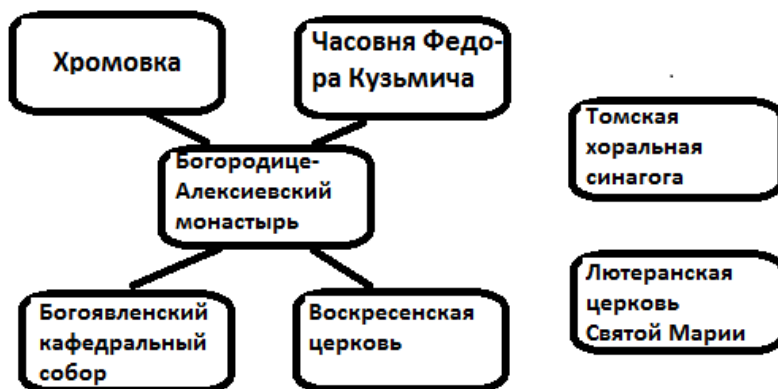 Хромовка
Часовня Федо-
ра Кузьмича
Томская
хоральная
синагога
Богородице-
Алексиевский
монастырь
Лютеранская
церковь
Святой Марии
Богоявленский
кафедральный
собор
Воскресенская
церковь